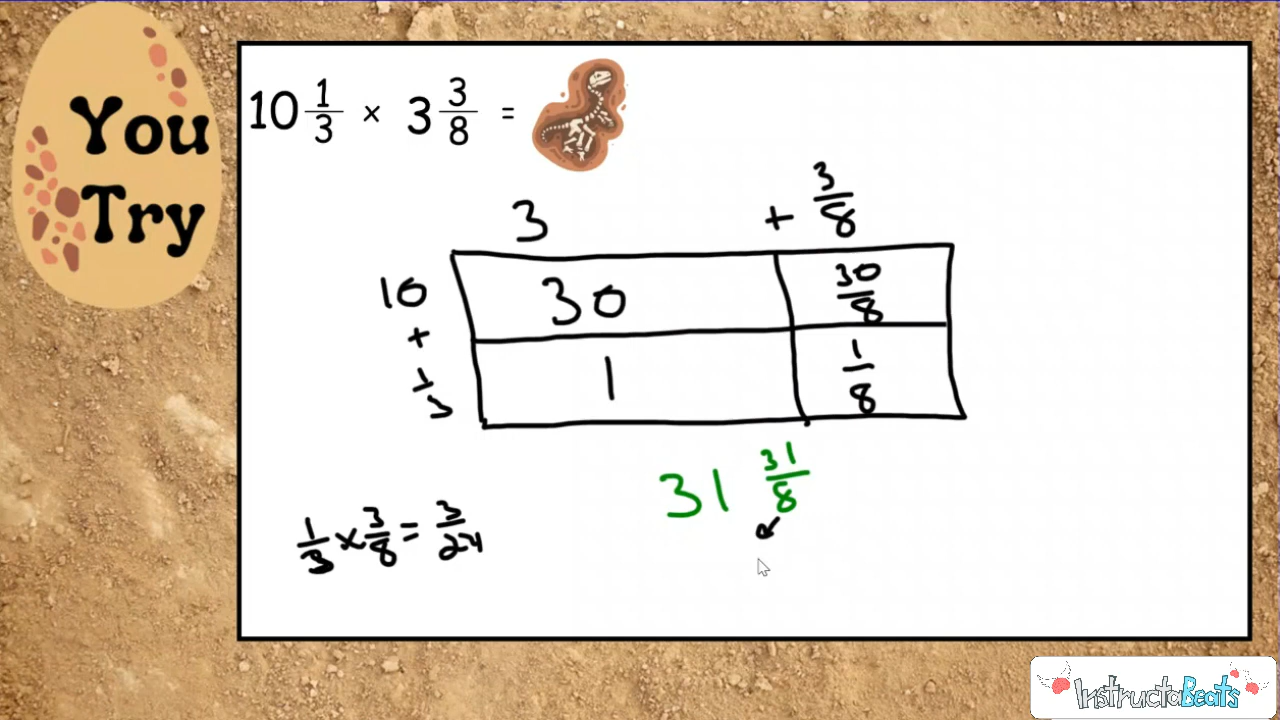 You
Try
10 1/3 × 3 3/8 =
3 + 3/8
10 30 30/8
+
1/3 1 1/8
31 31/8
1/3 × 3/8 = 3/24
InstructaBeats